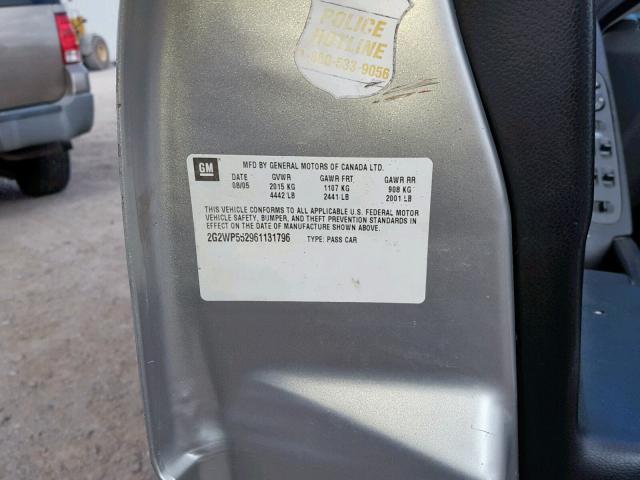 POLICE
HOTLINE
GM
MFD BY GENERAL MOTORS OF CANADA LTD.
DATE GVWR GAWR FRT GAWR RR
08/05 2015 KG 1107 KG 908 KG
4442 LB 2441 LB 2001 LB
THIS VEHICLE CONFORMS TO ALL APPLICABLE U.S. FEDERAL MOTOR
VEHICLE SAFETY, BUMPER, AND THEFT PREVENTION STANDARDS IN
EFFECT ON THE DATE OF MANUFACTURE SHOWN ABOVE.
2G2WP552961131796 TYPE: PASS CAR